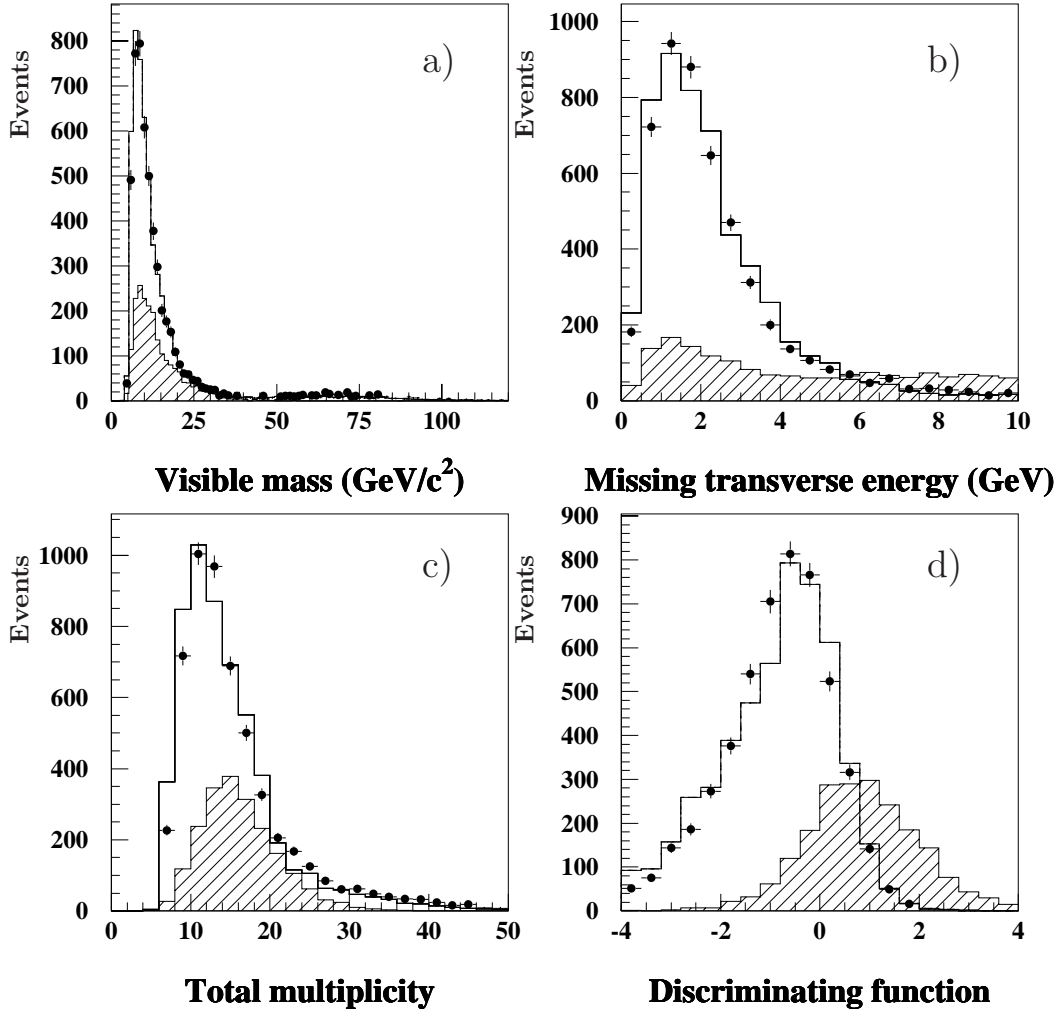 a)
Events
800
700
600
500
400
300
200
100
0
0 25 50 75 100
Visible mass (GeV/c²)
b)
Events
1000
800
600
400
200
0
0 2 4 6 8 10
Missing transverse energy (GeV)
c)
Events
1000
800
600
400
200
0
0 10 20 30 40 50
Total multiplicity
d)
Events
900
800
700
600
500
400
300
200
100
0
-4 -2 0 2 4
Discriminating function